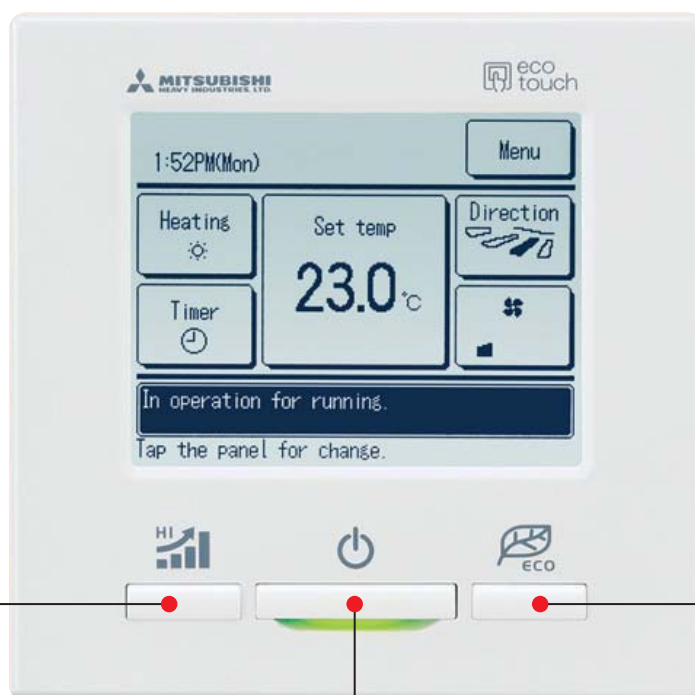 MITSUBISHI
HEAVY INDUSTRIES, LTD.
eco
touch
1:52PM(Mon)
Menu
Heating
Set temp
Direction
23.0°C
Timer
In operation for running.
Tap the panel for change.
HI
ECO